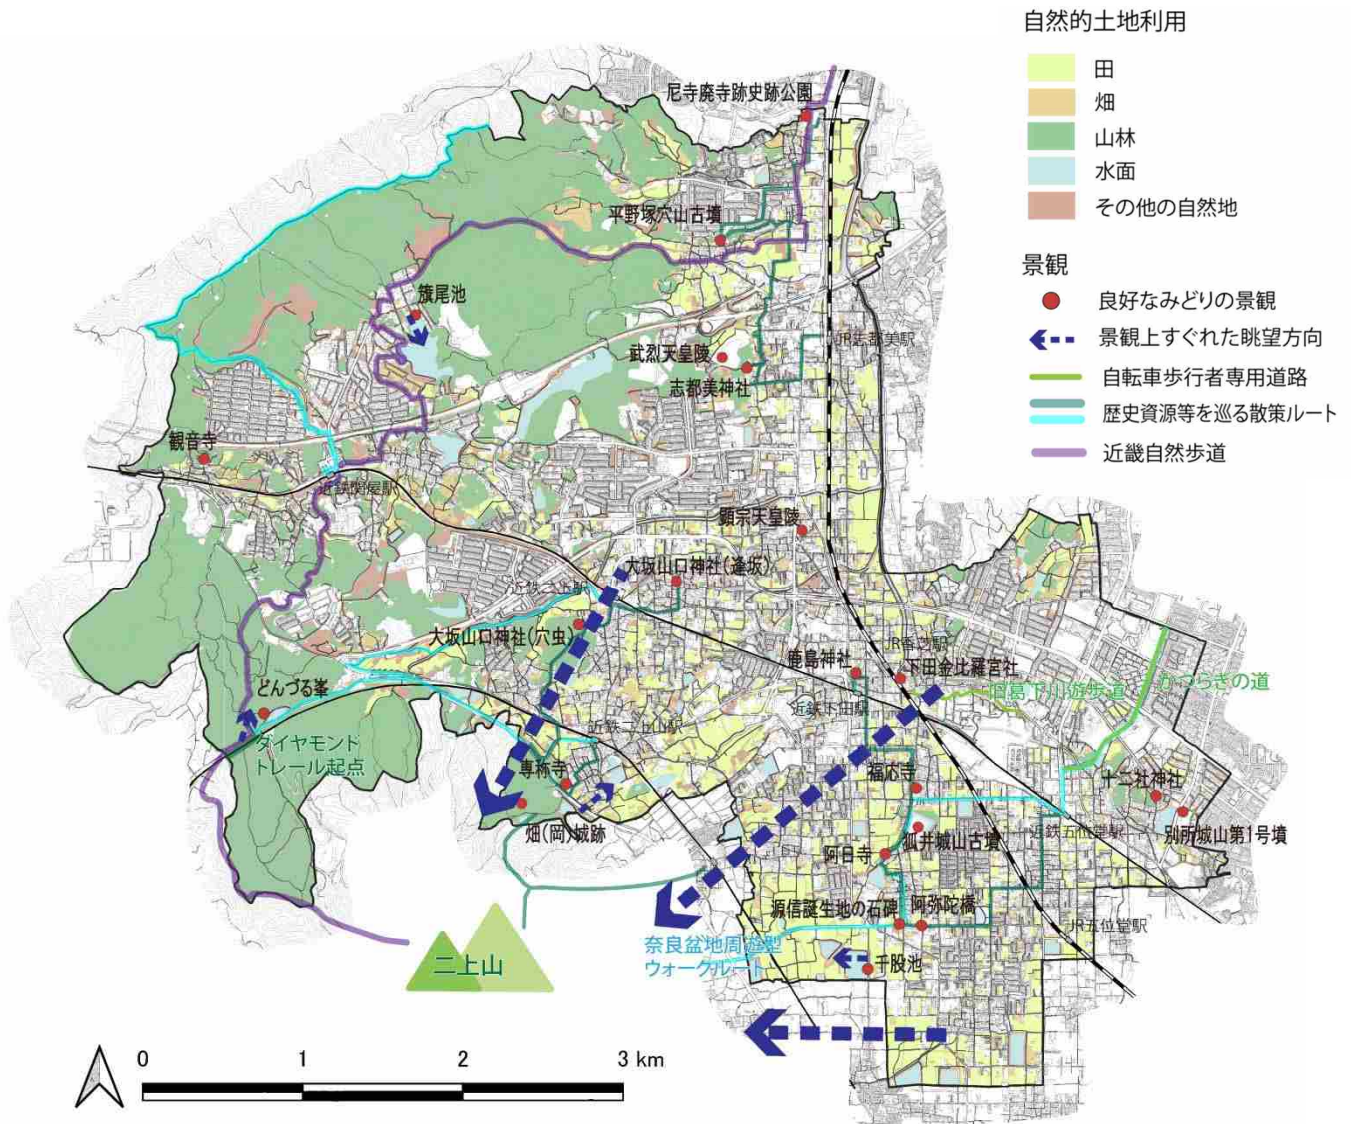 自然的土地利用
田
畑
山林
水面
その他の自然地
景観
良好なみどりの景観
景観上すぐれた眺望方向
自転車歩行者専用道路
歴史資源等を巡る散策ルート
近畿自然歩道
尼寺廃寺跡史跡公園
平野塚穴山古墳
旗尾池
武烈天皇陵
志都美神社
JR志都美駅
観音寺
近鉄関屋駅
顕宗天皇陵
大坂山口神社(逢坂)
近鉄二上駅
大坂山口神社(穴虫)
鹿島神社
JR香芝駅
下田金比羅宮社
近鉄下田駅
旧葛下川遊歩道
かつらぎの道
どんづる峯
ダイヤモンド
トレール起点
近鉄二上山駅
専称寺
畑(岡)城跡
福応寺
狐井城山古墳
阿日寺
十二社神社
近鉄五位堂駅
別所城山第1号墳
源信誕生地の石碑
阿弥陀橋
JR五位堂駅
奈良盆地周遊型
ウォークルート
千股池
二上山
0
1
2
3 km